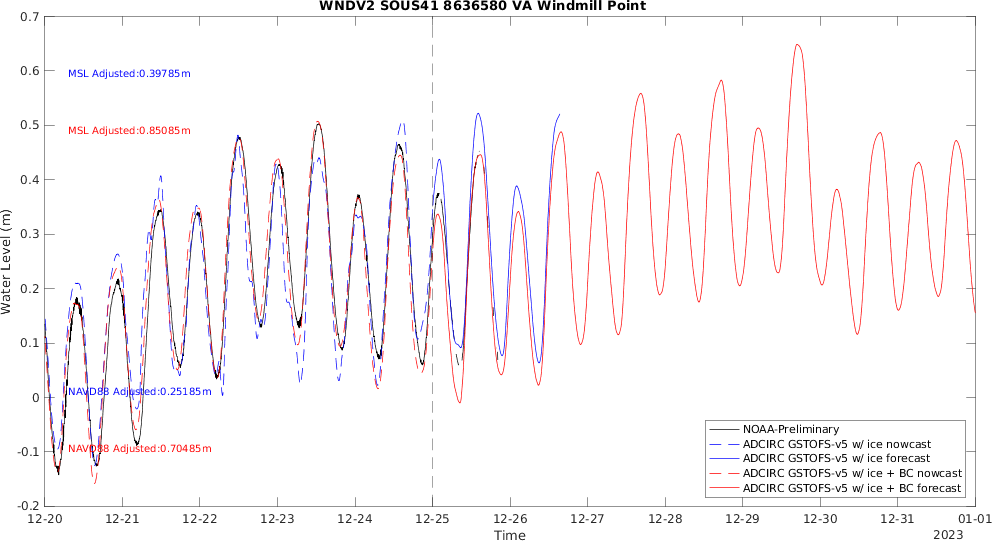 WNDV2 SOUS41 8636580 VA Windmill Point
0.7
0.6
0.5
0.4
0.3
0.2
0.1
0
-0.1
-0.2
Water Level (m)
MSL Adjusted:0.39785m
MSL Adjusted:0.85085m
NAVD88 Adjusted:0.25185m
NAVD88 Adjusted:0.70485m
NOAA-Preliminary
ADCIRC GSTOFS-v5 w/ ice nowcast
ADCIRC GSTOFS-v5 w/ ice forecast
ADCIRC GSTOFS-v5 w/ ice + BC nowcast
ADCIRC GSTOFS-v5 w/ ice + BC forecast
12-20 12-21 12-22 12-23 12-24 12-25 12-26 12-27 12-28 12-29 12-30 12-31 01-01
Time
2023